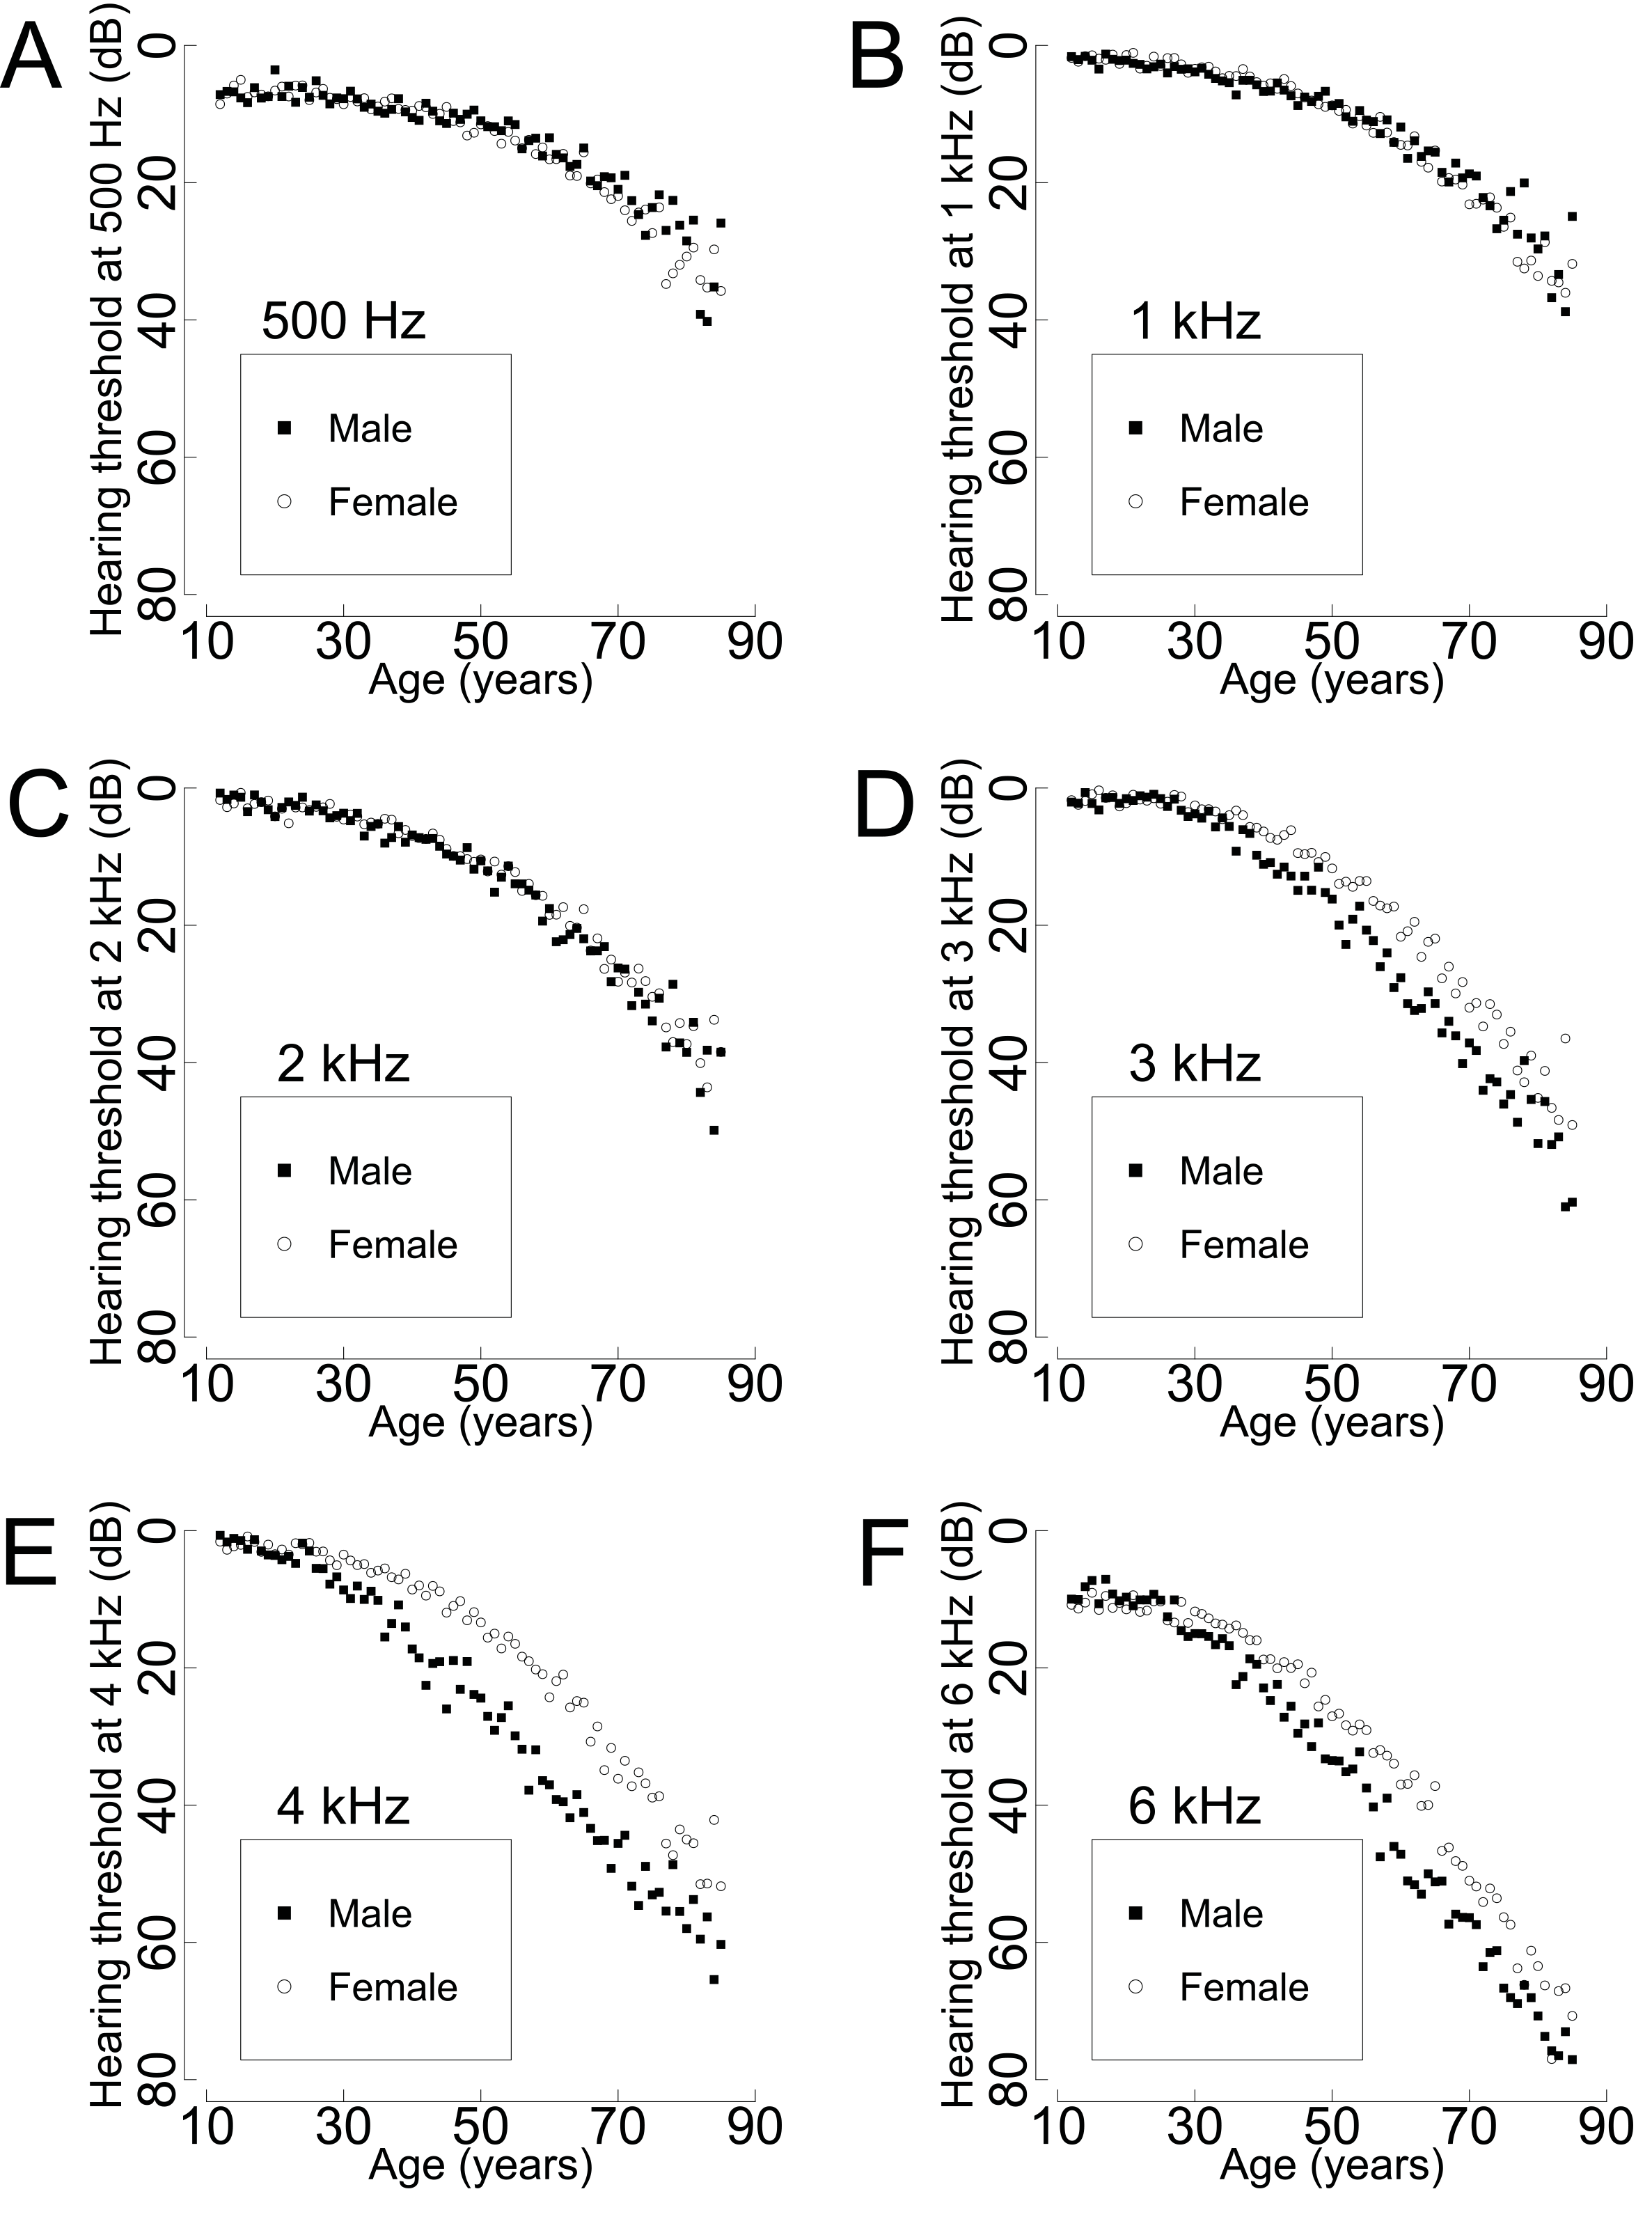 A
Hearing threshold at 500 Hz (dB)
0
20
40
60
80
500 Hz
Male
Female
10 30 50 70 90
Age (years)
B
Hearing threshold at 1 kHz (dB)
0
20
40
60
80
1 kHz
Male
Female
10 30 50 70 90
Age (years)
C
Hearing threshold at 2 kHz (dB)
0
20
40
60
80
2 kHz
Male
Female
10 30 50 70 90
Age (years)
D
Hearing threshold at 3 kHz (dB)
0
20
40
60
80
3 kHz
Male
Female
10 30 50 70 90
Age (years)
E
Hearing threshold at 4 kHz (dB)
0
20
40
60
80
4 kHz
Male
Female
10 30 50 70 90
Age (years)
F
Hearing threshold at 6 kHz (dB)
0
20
40
60
80
6 kHz
Male
Female
10 30 50 70 90
Age (years)